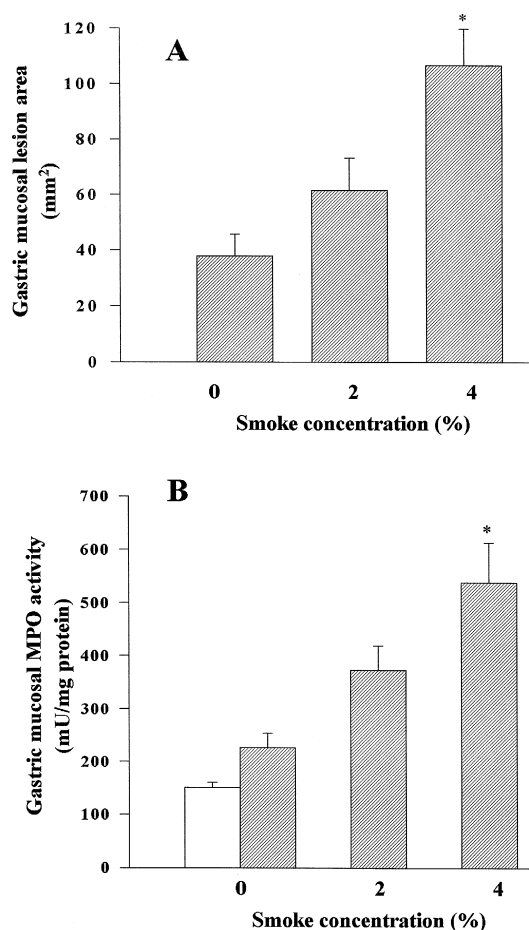 A
Gastric mucosal lesion area
(mm²)
120
100
80
60
40
20
0
*
0 2 4
Smoke concentration (%)
B
Gastric mucosal MPO activity
(mU/mg protein)
700
600
500
400
300
200
100
0
*
0 2 4
Smoke concentration (%)